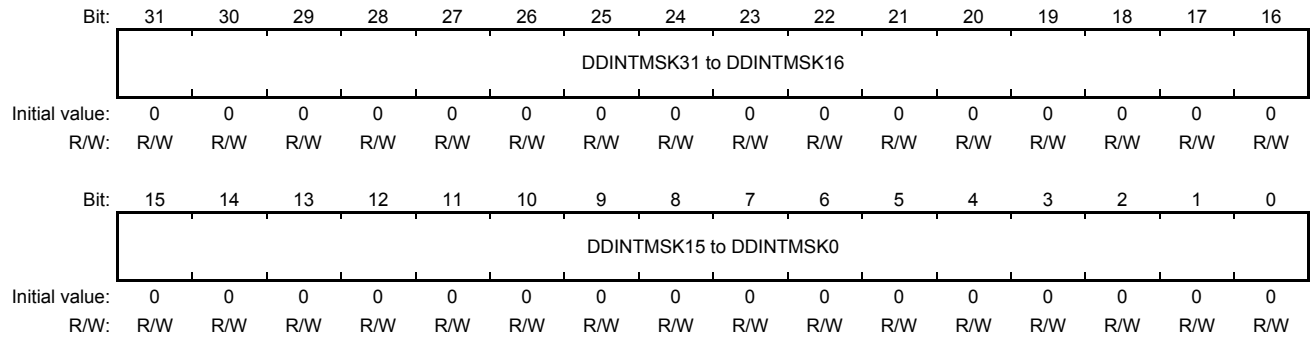 Bit: 31 30 29 28 27 26 25 24 23 22 21 20 19 18 17 16
DDINTMSK31 to DDINTMSK16
Initial value: 0 0 0 0 0 0 0 0 0 0 0 0 0 0 0 0
R/W: R/W R/W R/W R/W R/W R/W R/W R/W R/W R/W R/W R/W R/W R/W R/W R/W
Bit: 15 14 13 12 11 10 9 8 7 6 5 4 3 2 1 0
DDINTMSK15 to DDINTMSK0
Initial value: 0 0 0 0 0 0 0 0 0 0 0 0 0 0 0 0
R/W: R/W R/W R/W R/W R/W R/W R/W R/W R/W R/W R/W R/W R/W R/W R/W R/W